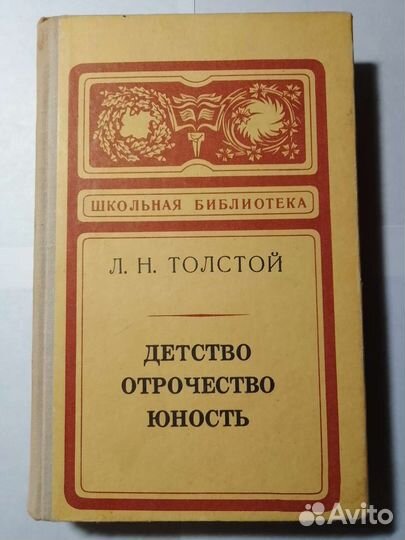 ШКОЛЬНАЯ БИБЛИОТЕКА
Л. Н. ТОЛСТОЙ
ДЕТСТВО
ОТРОЧЕСТВО
ЮНОСТЬ
Avito